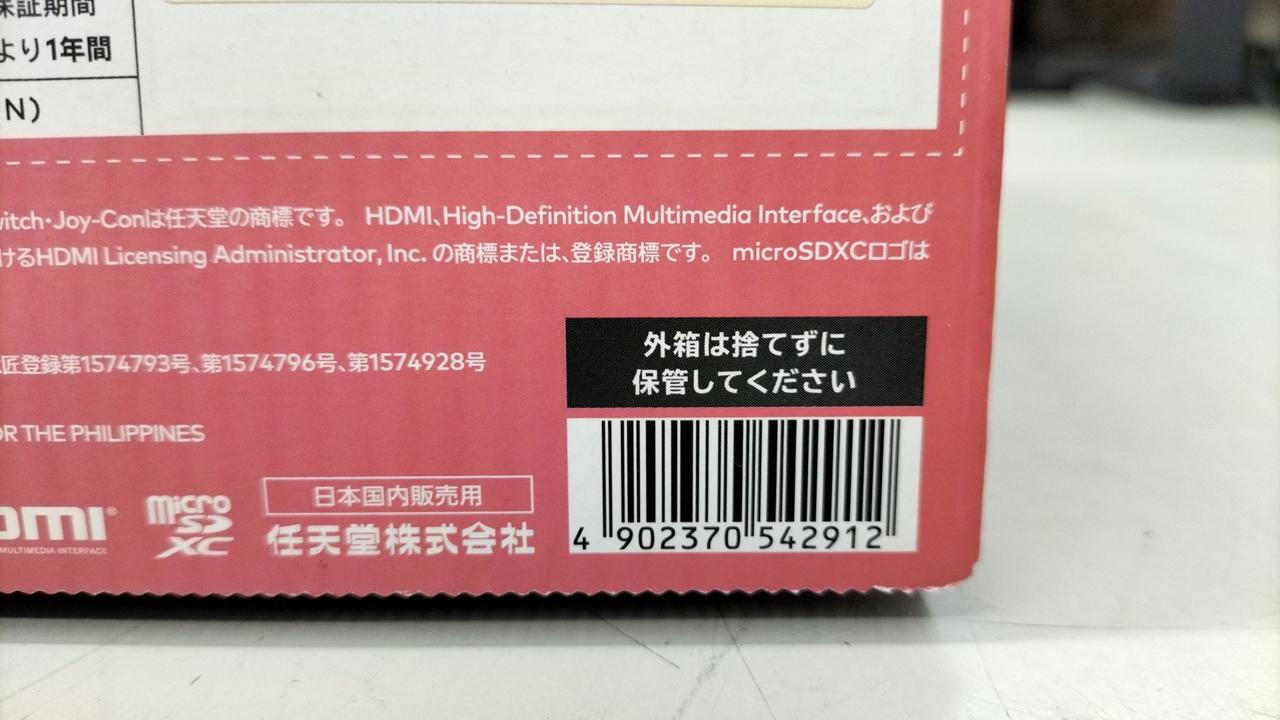 保証期間
より1年間
N)
witch・Joy-Conは任天堂の商標です。 HDMI、High-Definition Multimedia Interface、および
けるHDMI Licensing Administrator, Inc. の商標または、登録商標です。 microSDXCロゴは
匠登録第1574793号、第1574796号、第1574928号
外箱は捨てずに
保管してください
OR THE PHILIPPINES
日本国内販売用
HDMI®
MULTIMEDIA INTERFACE
micro
SD
XC
任天堂株式会社
4 902370 542912